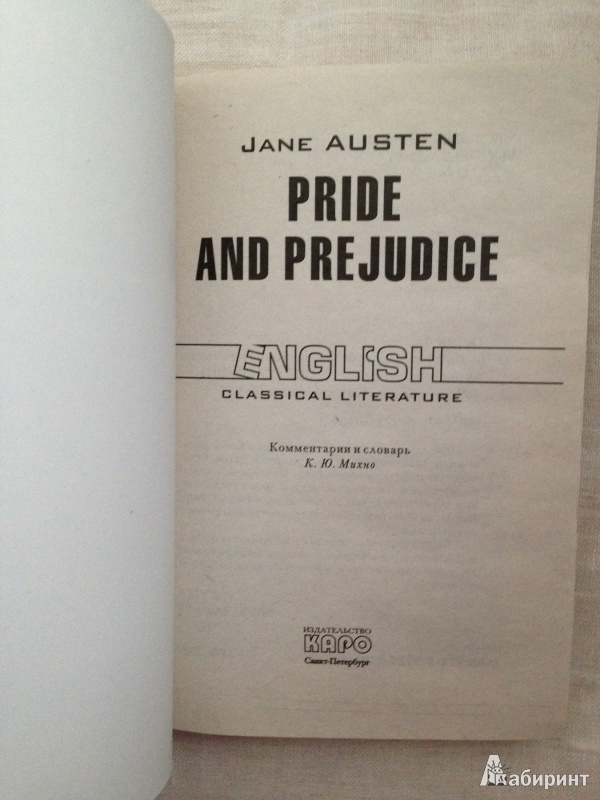 JANE AUSTEN
PRIDE
AND PREJUDICE
ENGLISH
CLASSICAL LITERATURE
Комментарии и словарь
К. Ю. Михно
ИЗДАТЕЛЬСТВО
КАРО
Санкт-Петербург
Лабиринт